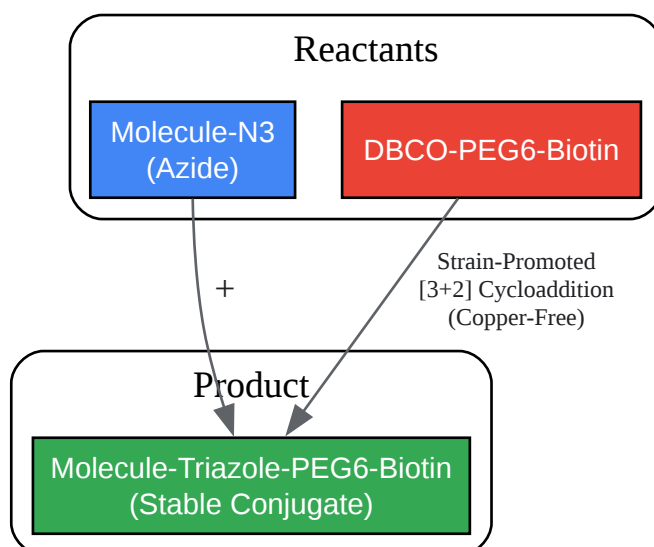 Reactants
Molecule-N3
(Azide)
DBCO-PEG6-Biotin
+
Strain-Promoted
[3+2] Cycloaddition
(Copper-Free)
Product
Molecule-Triazole-PEG6-Biotin
(Stable Conjugate)